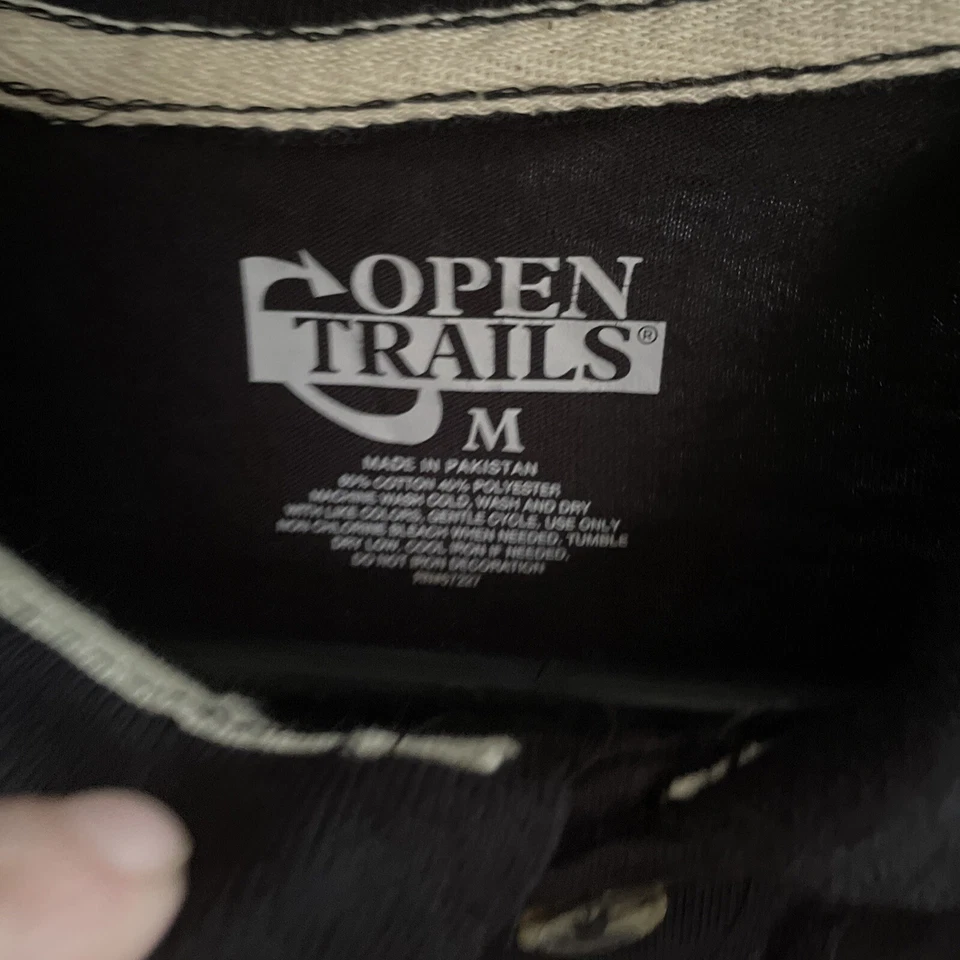 OPEN
TRAILS®
M
MADE IN PAKISTAN
60% COTTON 40% POLYESTER
MACHINE WASH COLD, WASH AND DRY
WITH LIKE COLORS, GENTLE CYCLE, USE ONLY
NON CHLORINE BLEACH WHEN NEEDED, TUMBLE
DRY LOW, COOL IRON IF NEEDED,
DO NOT IRON DECORATION